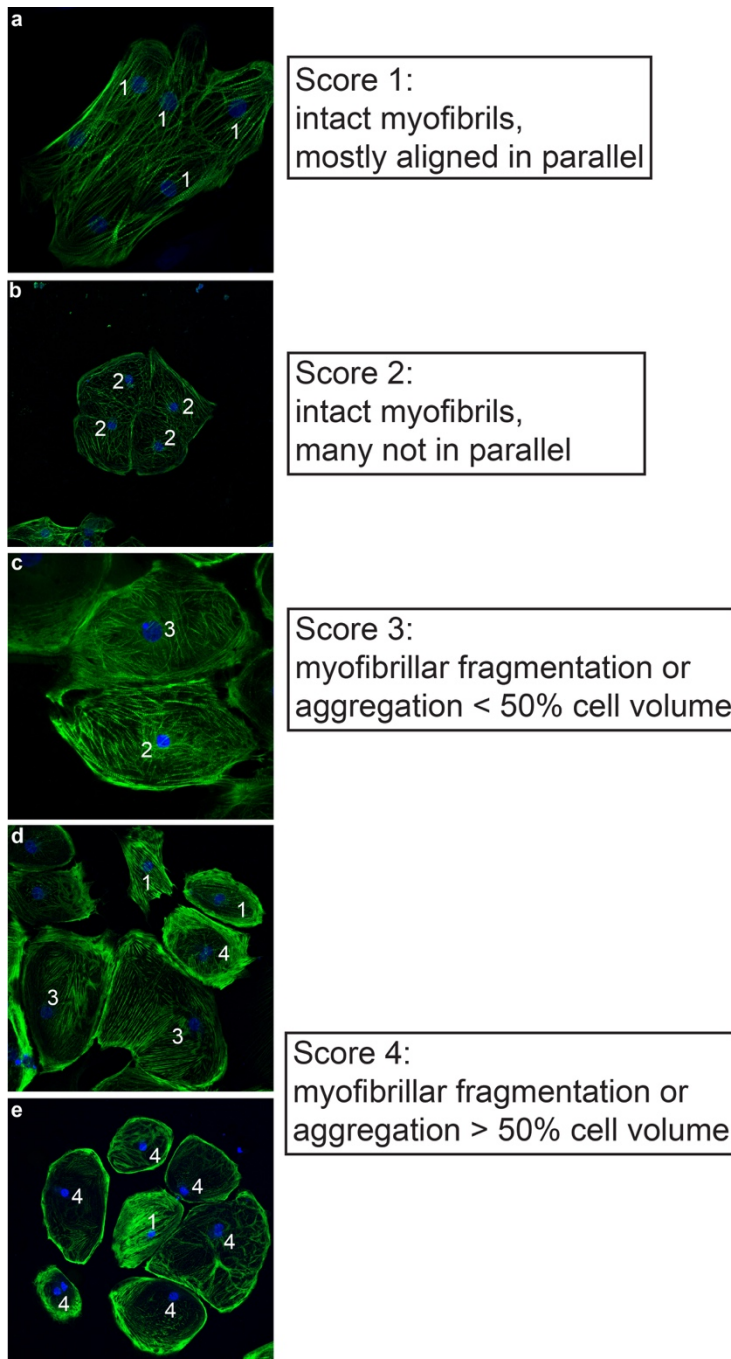 a
1
1
1
1
Score 1:
intact myofibrils,
mostly aligned in parallel
b
2
2
2
2
Score 2:
intact myofibrils,
many not in parallel
c
3
2
Score 3:
myofibrillar fragmentation or
aggregation < 50% cell volume
d
1
1
4
3
3
Score 4:
myofibrillar fragmentation or
aggregation > 50% cell volume
e
4
4
4
1
4
4
4